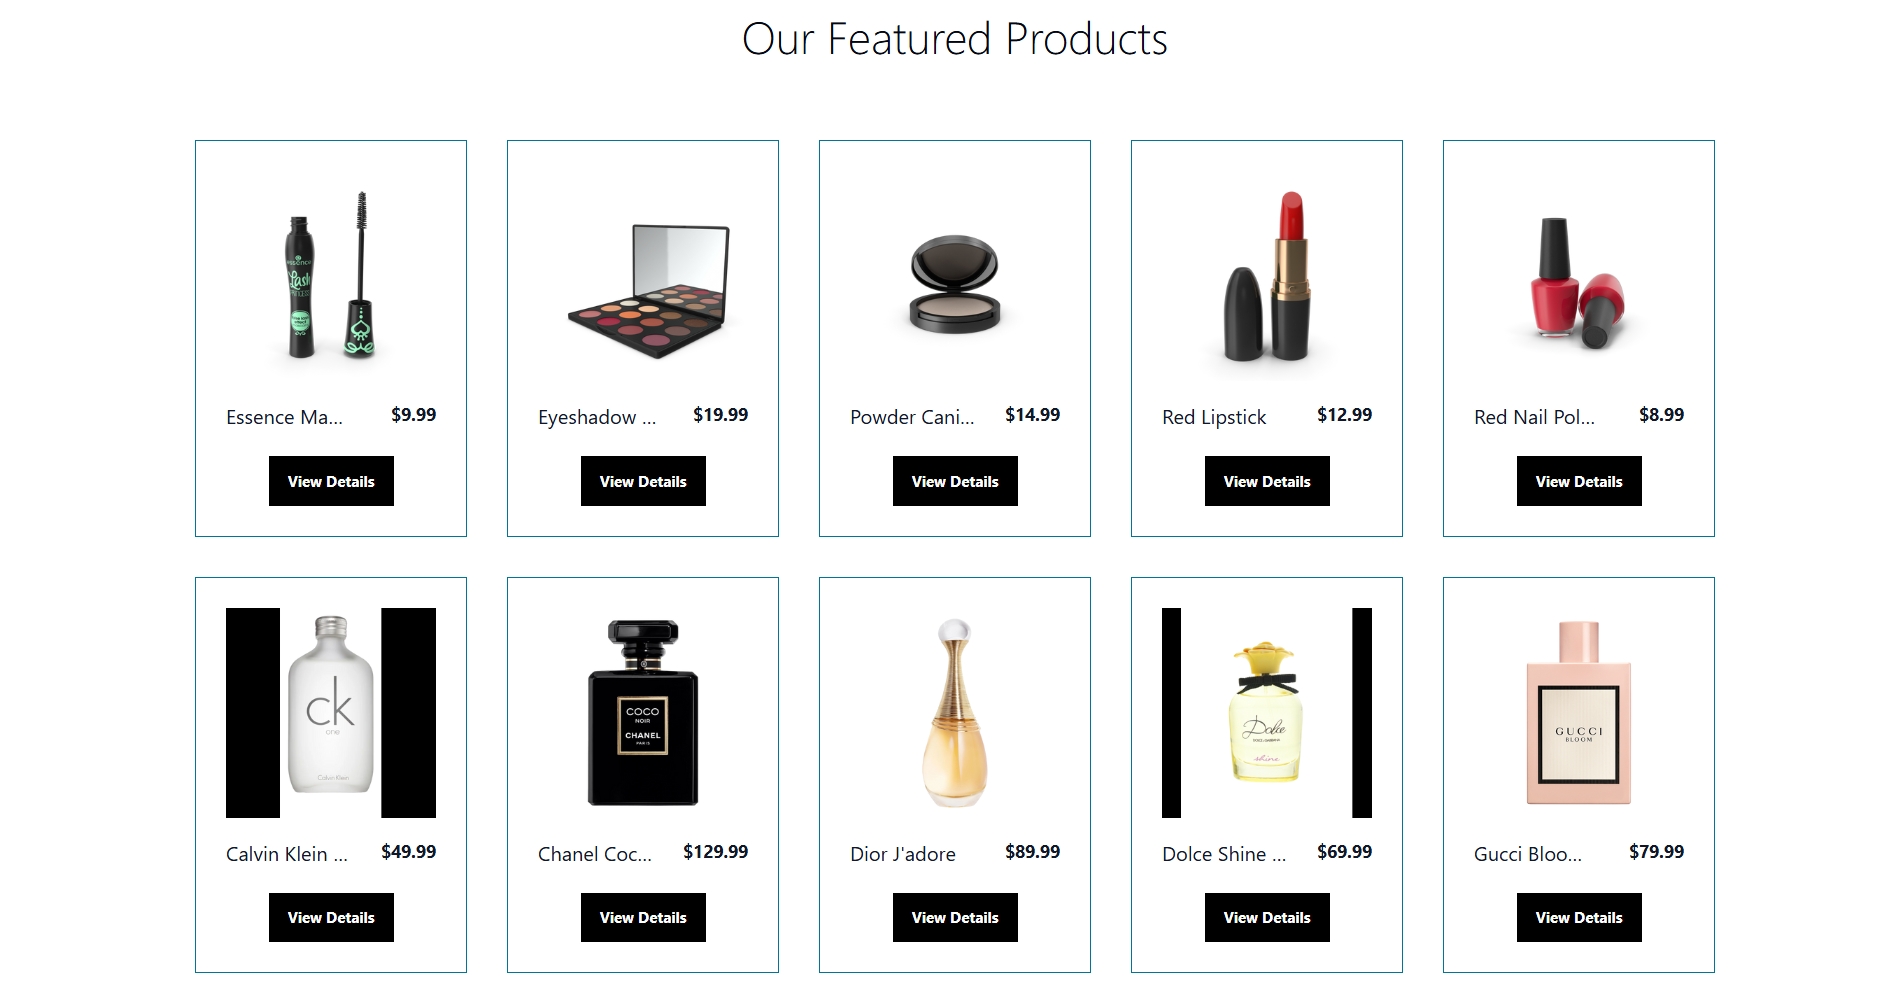 Our Featured Products
essence
Lash
PRINCESS
Essence Ma... $9.99
Eyeshadow ... $19.99
Powder Cani... $14.99
Red Lipstick $12.99
Red Nail Pol... $8.99
View Details
View Details
View Details
View Details
View Details
ck
one
Calvin Klein
COCO
NOIR
CHANEL
PARIS
Dolce
shine
GUCCI
BLOOM
Calvin Klein ... $49.99
Chanel Coc... $129.99
Dior J'adore $89.99
Dolce Shine ... $69.99
Gucci Bloo... $79.99
View Details
View Details
View Details
View Details
View Details